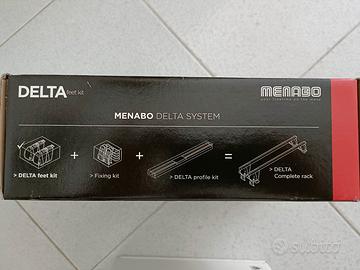 DELTA feet kit
MENABO
your freetime on the move
MENABO DELTA SYSTEM
+ + =
> DELTA feet kit
> Fixing kit
> DELTA profile kit
> DELTA
Complete rack
subito